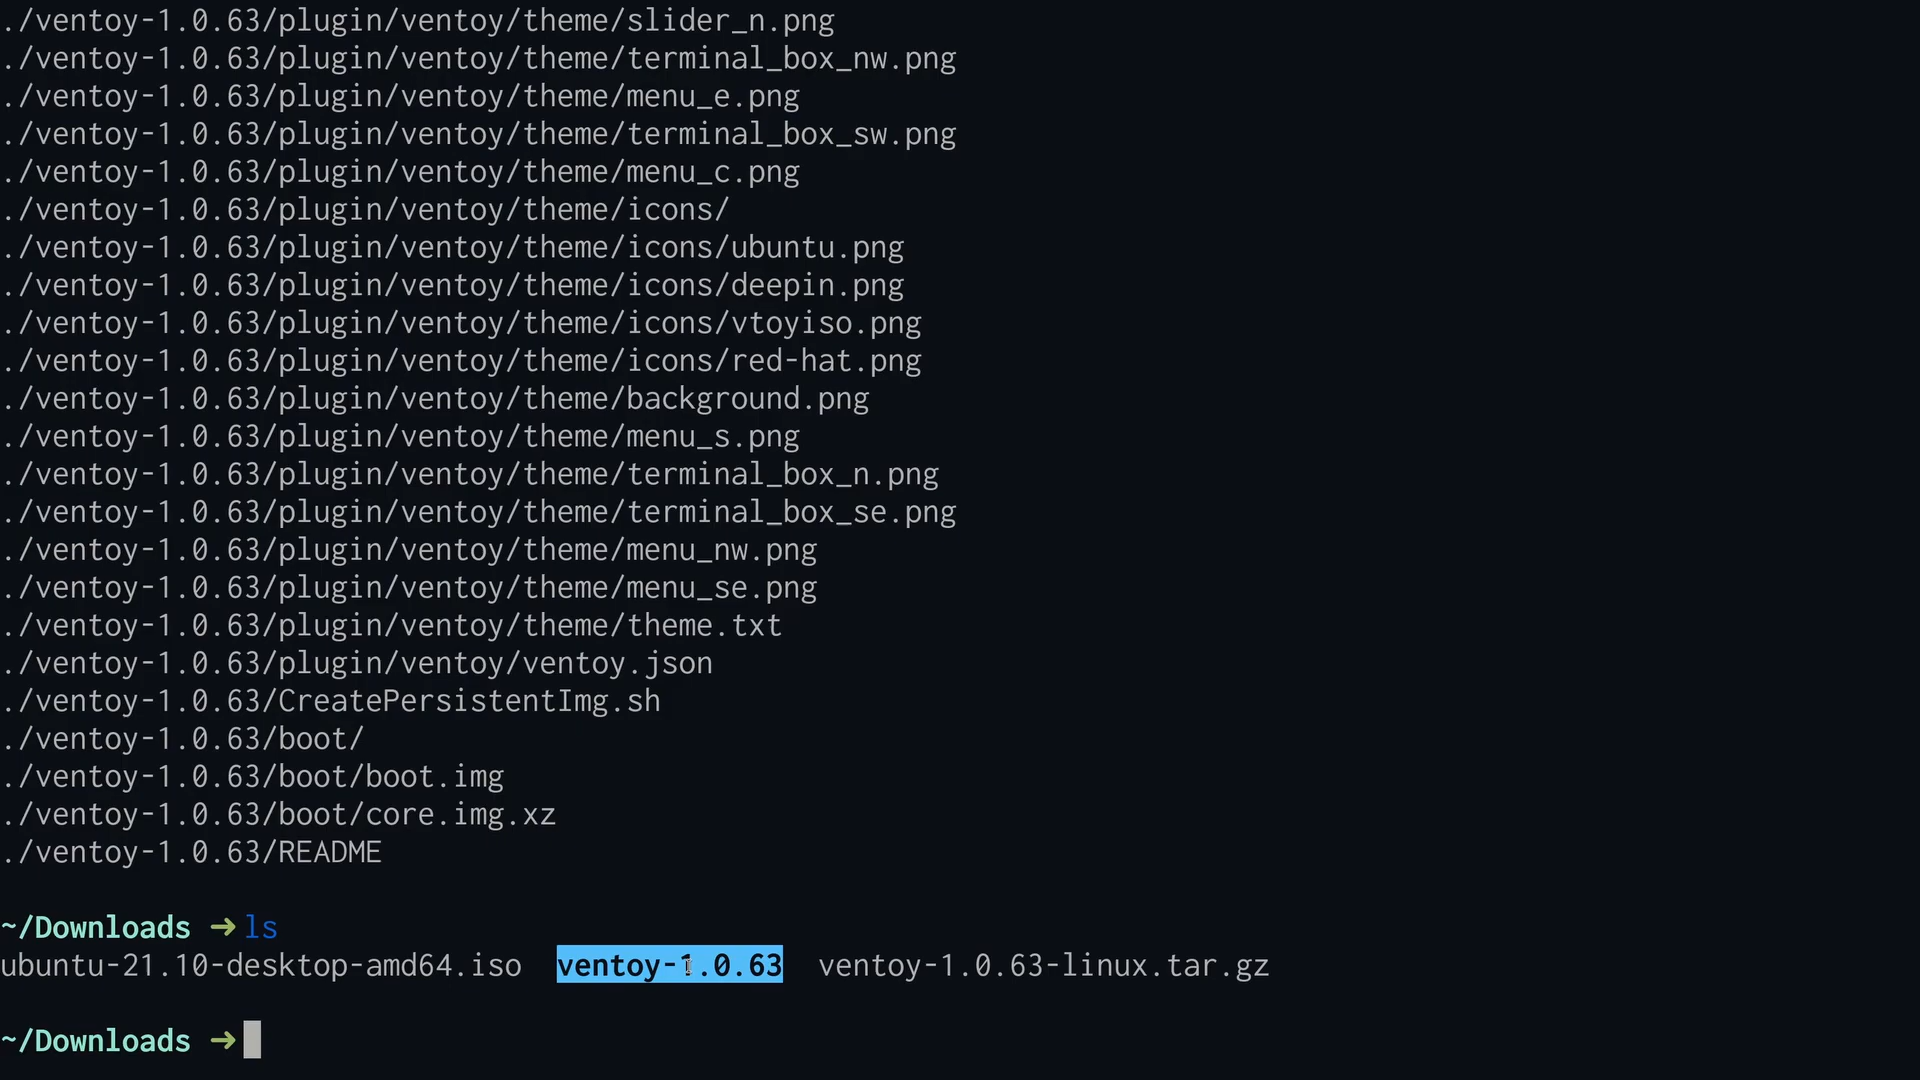 ./ventoy-1.0.63/plugin/ventoy/theme/slider_n.png
./ventoy-1.0.63/plugin/ventoy/theme/terminal_box_nw.png
./ventoy-1.0.63/plugin/ventoy/theme/menu_e.png
./ventoy-1.0.63/plugin/ventoy/theme/terminal_box_sw.png
./ventoy-1.0.63/plugin/ventoy/theme/menu_c.png
./ventoy-1.0.63/plugin/ventoy/theme/icons/
./ventoy-1.0.63/plugin/ventoy/theme/icons/ubuntu.png
./ventoy-1.0.63/plugin/ventoy/theme/icons/deepin.png
./ventoy-1.0.63/plugin/ventoy/theme/icons/vtoyiso.png
./ventoy-1.0.63/plugin/ventoy/theme/icons/red-hat.png
./ventoy-1.0.63/plugin/ventoy/theme/background.png
./ventoy-1.0.63/plugin/ventoy/theme/menu_s.png
./ventoy-1.0.63/plugin/ventoy/theme/terminal_box_n.png
./ventoy-1.0.63/plugin/ventoy/theme/terminal_box_se.png
./ventoy-1.0.63/plugin/ventoy/theme/menu_nw.png
./ventoy-1.0.63/plugin/ventoy/theme/menu_se.png
./ventoy-1.0.63/plugin/ventoy/theme/theme.txt
./ventoy-1.0.63/plugin/ventoy/ventoy.json
./ventoy-1.0.63/CreatePersistentImg.sh
./ventoy-1.0.63/boot/
./ventoy-1.0.63/boot/boot.img
./ventoy-1.0.63/boot/core.img.xz
./ventoy-1.0.63/README
~/Downloads ➜ ls
ubuntu-21.10-desktop-amd64.iso  ventoy-1.0.63  ventoy-1.0.63-linux.tar.gz
~/Downloads ➜